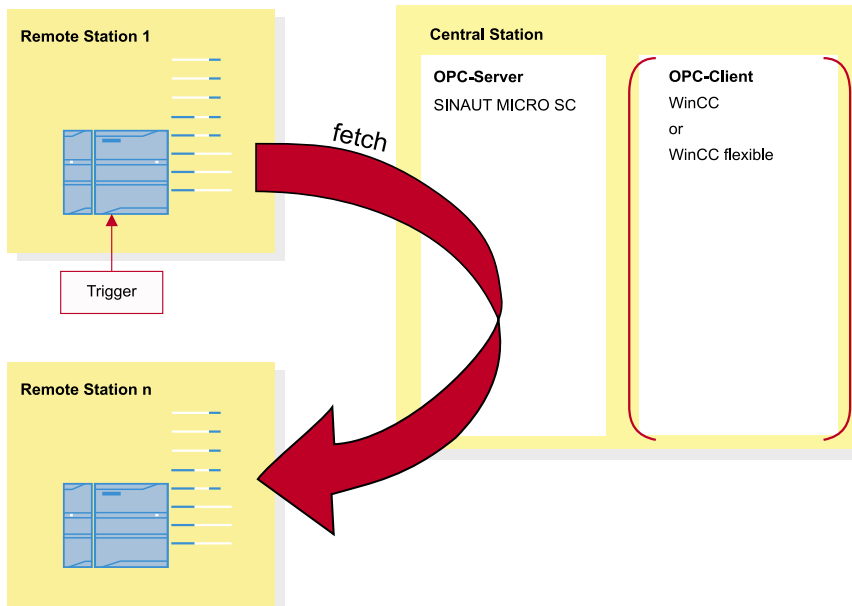 Remote Station 1
Trigger
fetch
Central Station
OPC-Server
SINAUT MICRO SC
OPC-Client
WinCC
or
WinCC flexible
Remote Station n